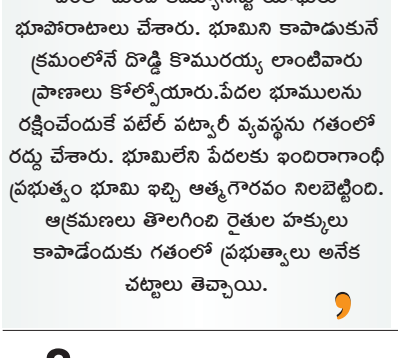 భూపోరాటాలు చేశారు. భూమిని కాపాడుకునే
క్రమంలోనే దొడ్డి కొమురయ్య లాంటివారు
ప్రాణాలు కోల్పోయారు.పేదల భూములను
రక్షించేందుకే పటేల్ పట్వారీ వ్యవస్థను గతంలో
రద్దు చేశారు. భూమిలేని పేదలకు ఇందిరాగాంధీ
ప్రభుత్వం భూమి ఇచ్చి ఆత్మగౌరవం నిలబెట్టింది.
ఆక్రమణలు తొలగించి రైతుల హక్కులు
కాపాడేందుకు గతంలో ప్రభుత్వాలు అనేక
చట్టాలు తెచ్చాయి.